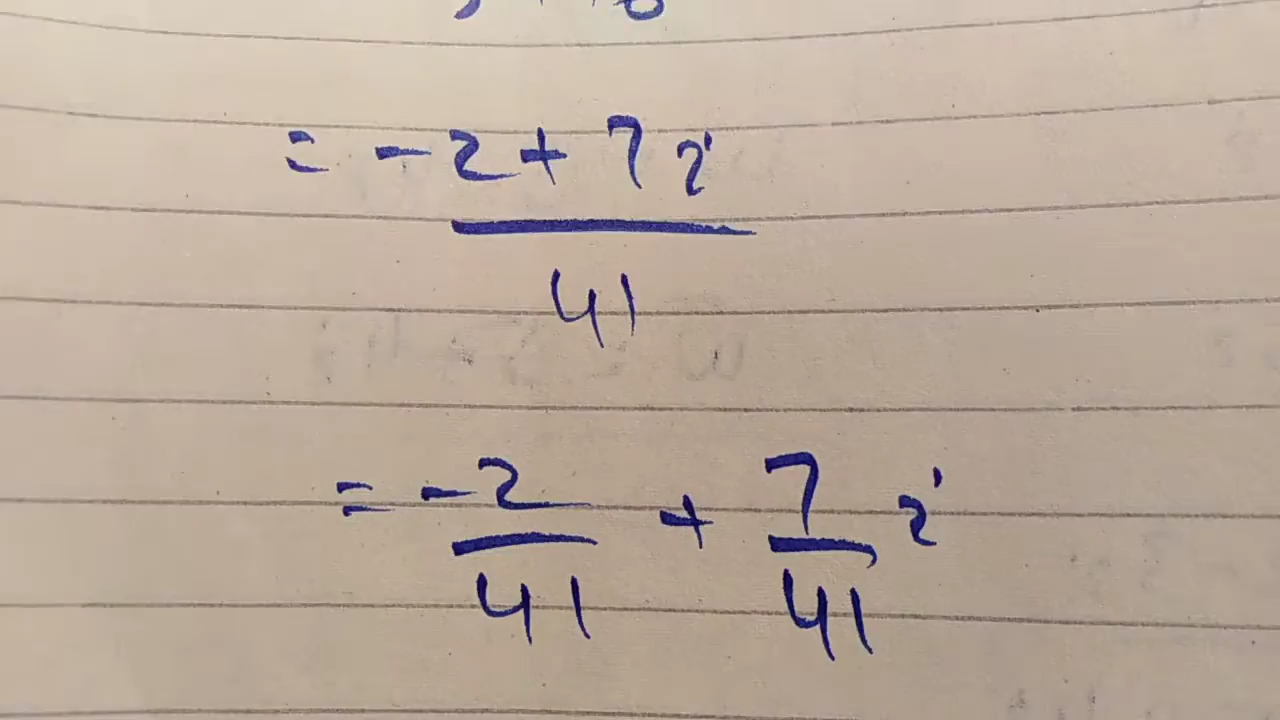 = -2 + 7i
41
= -2/41 + 7/41 i